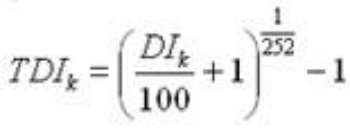 TDI_k = (DI_k/100 + 1)^(1/252) − 1